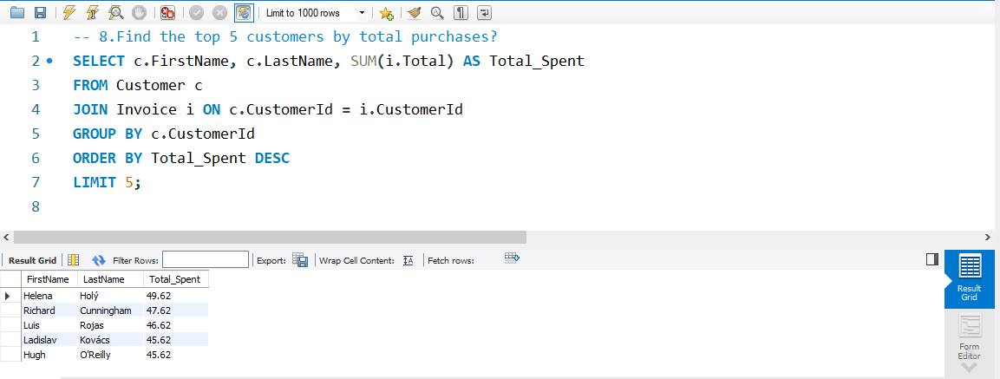 Limit to 1000 rows
1 -- 8.Find the top 5 customers by total purchases?
2 SELECT c.FirstName, c.LastName, SUM(i.Total) AS Total_Spent
3 FROM Customer c
4 JOIN Invoice i ON c.CustomerId = i.CustomerId
5 GROUP BY c.CustomerId
6 ORDER BY Total_Spent DESC
7 LIMIT 5;
8
Result Grid Filter Rows: Export: Wrap Cell Content: IA Fetch rows:
FirstName LastName Total_Spent
Helena Holý 49.62
Richard Cunningham 47.62
Luis Rojas 46.62
Ladislav Kovács 45.62
Hugh O'Reilly 45.62
Result
Grid
Form
Editor